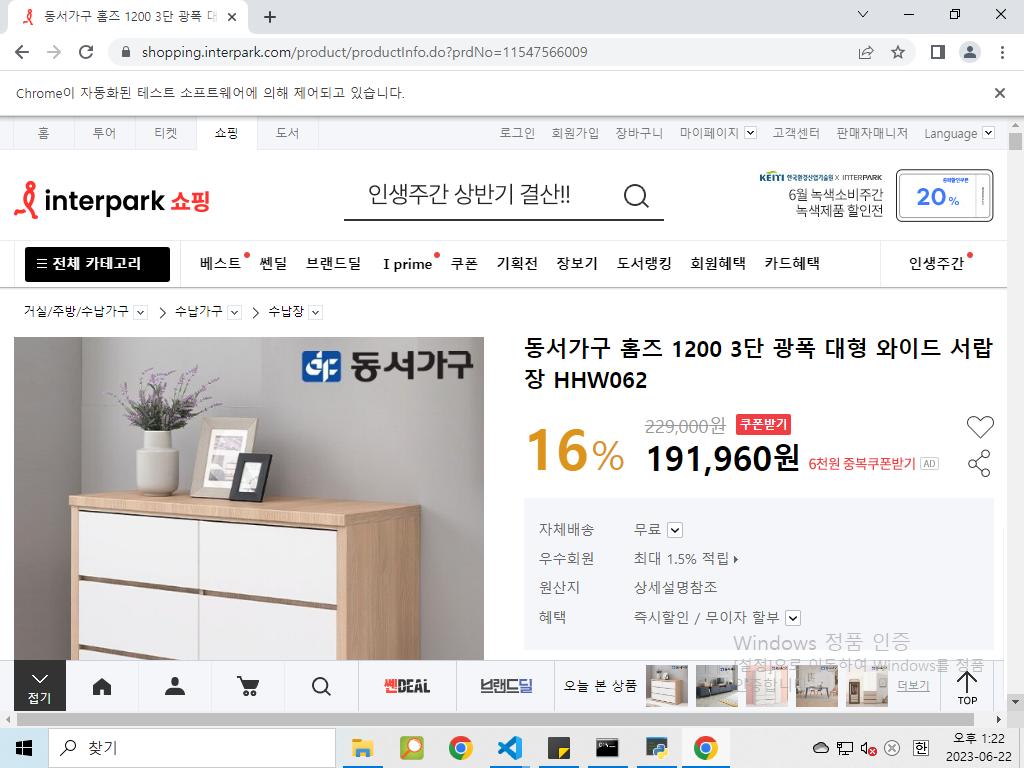 동서가구 홈즈 1200 3단 광폭 대
shopping.interpark.com/product/productInfo.do?prdNo=11547566009
Chrome이 자동화된 테스트 소프트웨어에 의해 제어되고 있습니다.
홈 투어 티켓 쇼핑 도서 로그인 회원가입 장바구니 마이페이지 고객센터 판매자매니저 Language
interpark 쇼핑
인생주간 상반기 결산!!
KEITI 한국환경산업기술원 X INTERPARK
6월 녹색소비주간
녹색제품 할인전
20%
전체 카테고리 베스트 쎈딜 브랜드딜 I prime 쿠폰 기획전 장보기 도서랭킹 회원혜택 카드혜택 인생주간
거실/주방/수납가구 수납가구 수납장
동서가구
동서가구 홈즈 1200 3단 광폭 대형 와이드 서랍
장 HHW062
16% 229,000원 쿠폰받기
191,960원 6천원 중복쿠폰받기 AD
자체배송 무료
우수회원 최대 1.5% 적립
원산지 상세설명참조
혜택 즉시할인 / 무이자 할부
Windows 정품 인증
[설정]으로 이동하여 Windows를 정품
인증합니
접기 쎈DEAL 브랜드딜 오늘 본 상품 더보기 TOP
찾기
한
오후 1:22
2023-06-22